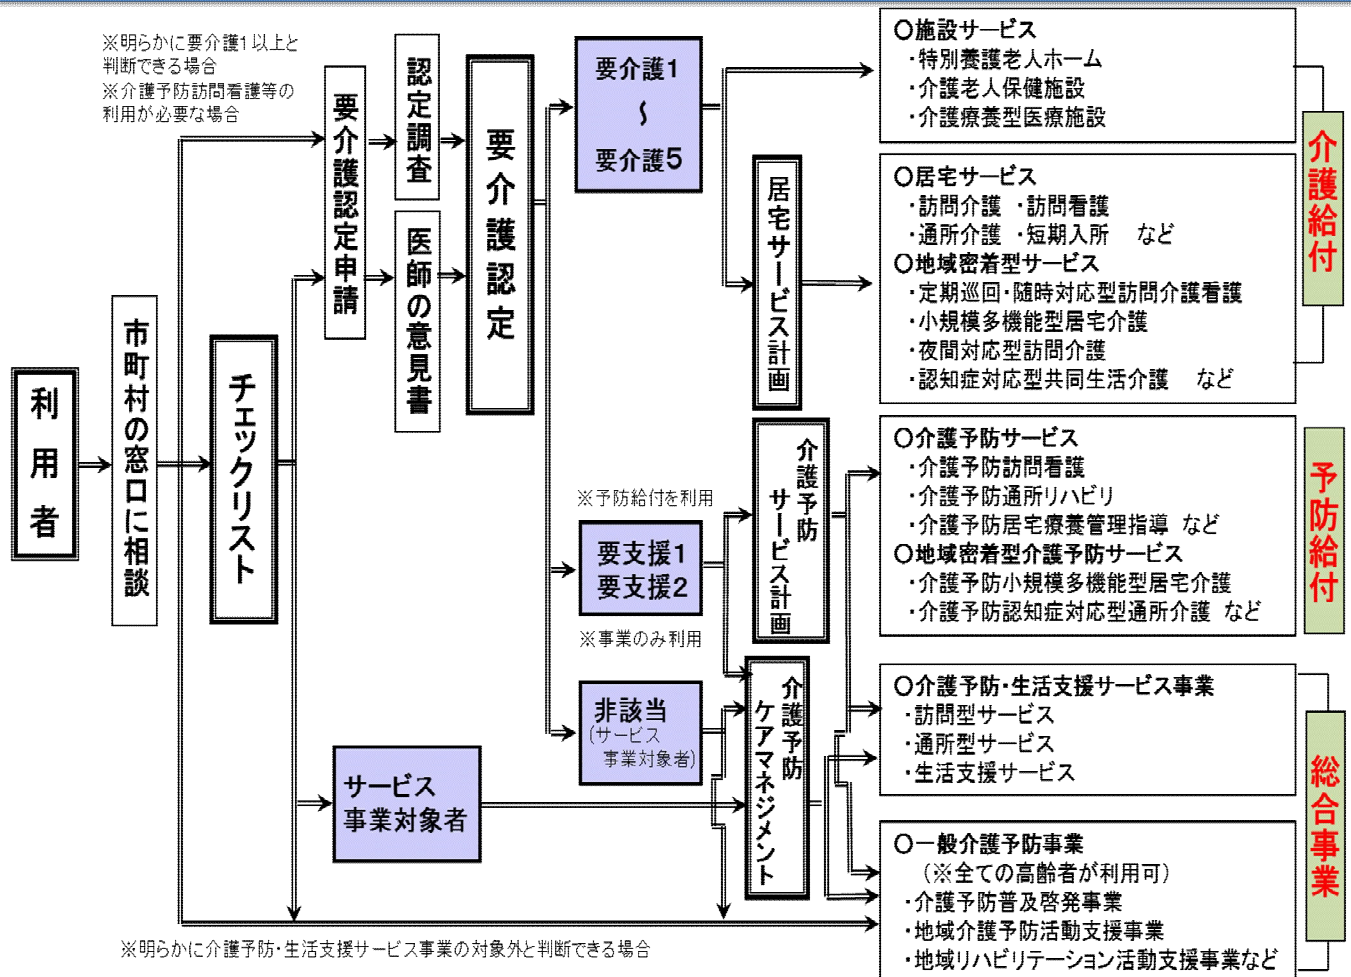 ※明らかに要介護1以上と
判断できる場合
※介護予防訪問看護等の
利用が必要な場合
利用者
市町村の窓口に相談
チェックリスト
要介護認定申請
認定調査
医師の意見書
要介護認定
要介護1
～
要介護5
※予防給付を利用
要支援1
要支援2
※事業のみ利用
非該当
(サービス
事業対象者)
サービス
事業対象者
居宅サービス計画
介護予防
サービス計画
介護予防
ケアマネジメント
○施設サービス
・特別養護老人ホーム
・介護老人保健施設
・介護療養型医療施設
○居宅サービス
・訪問介護 ・訪問看護
・通所介護 ・短期入所 など
○地域密着型サービス
・定期巡回・随時対応型訪問介護看護
・小規模多機能型居宅介護
・夜間対応型訪問介護
・認知症対応型共同生活介護 など
介護給付
○介護予防サービス
・介護予防訪問看護
・介護予防通所リハビリ
・介護予防居宅療養管理指導 など
○地域密着型介護予防サービス
・介護予防小規模多機能型居宅介護
・介護予防認知症対応型通所介護 など
予防給付
○介護予防・生活支援サービス事業
・訪問型サービス
・通所型サービス
・生活支援サービス
○一般介護予防事業
(※全ての高齢者が利用可)
・介護予防普及啓発事業
・地域介護予防活動支援事業
・地域リハビリテーション活動支援事業など
総合事業
※明らかに介護予防・生活支援サービス事業の対象外と判断できる場合